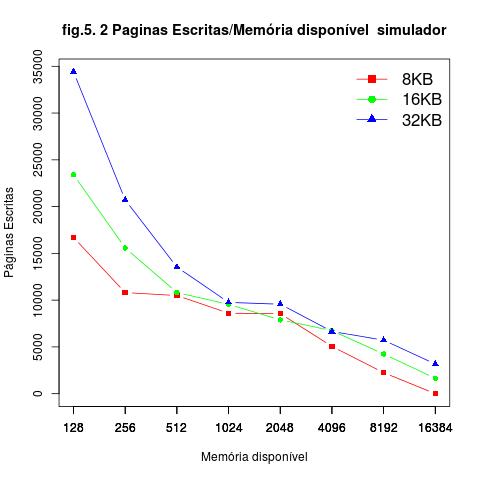 fig.5. 2 Paginas Escritas/Memória disponível  simulador
8KB
16KB
32KB
35000
30000
25000
20000
15000
10000
5000
0
Páginas Escritas
128 256 512 1024 2048 4096 8192 16384
Memória disponível